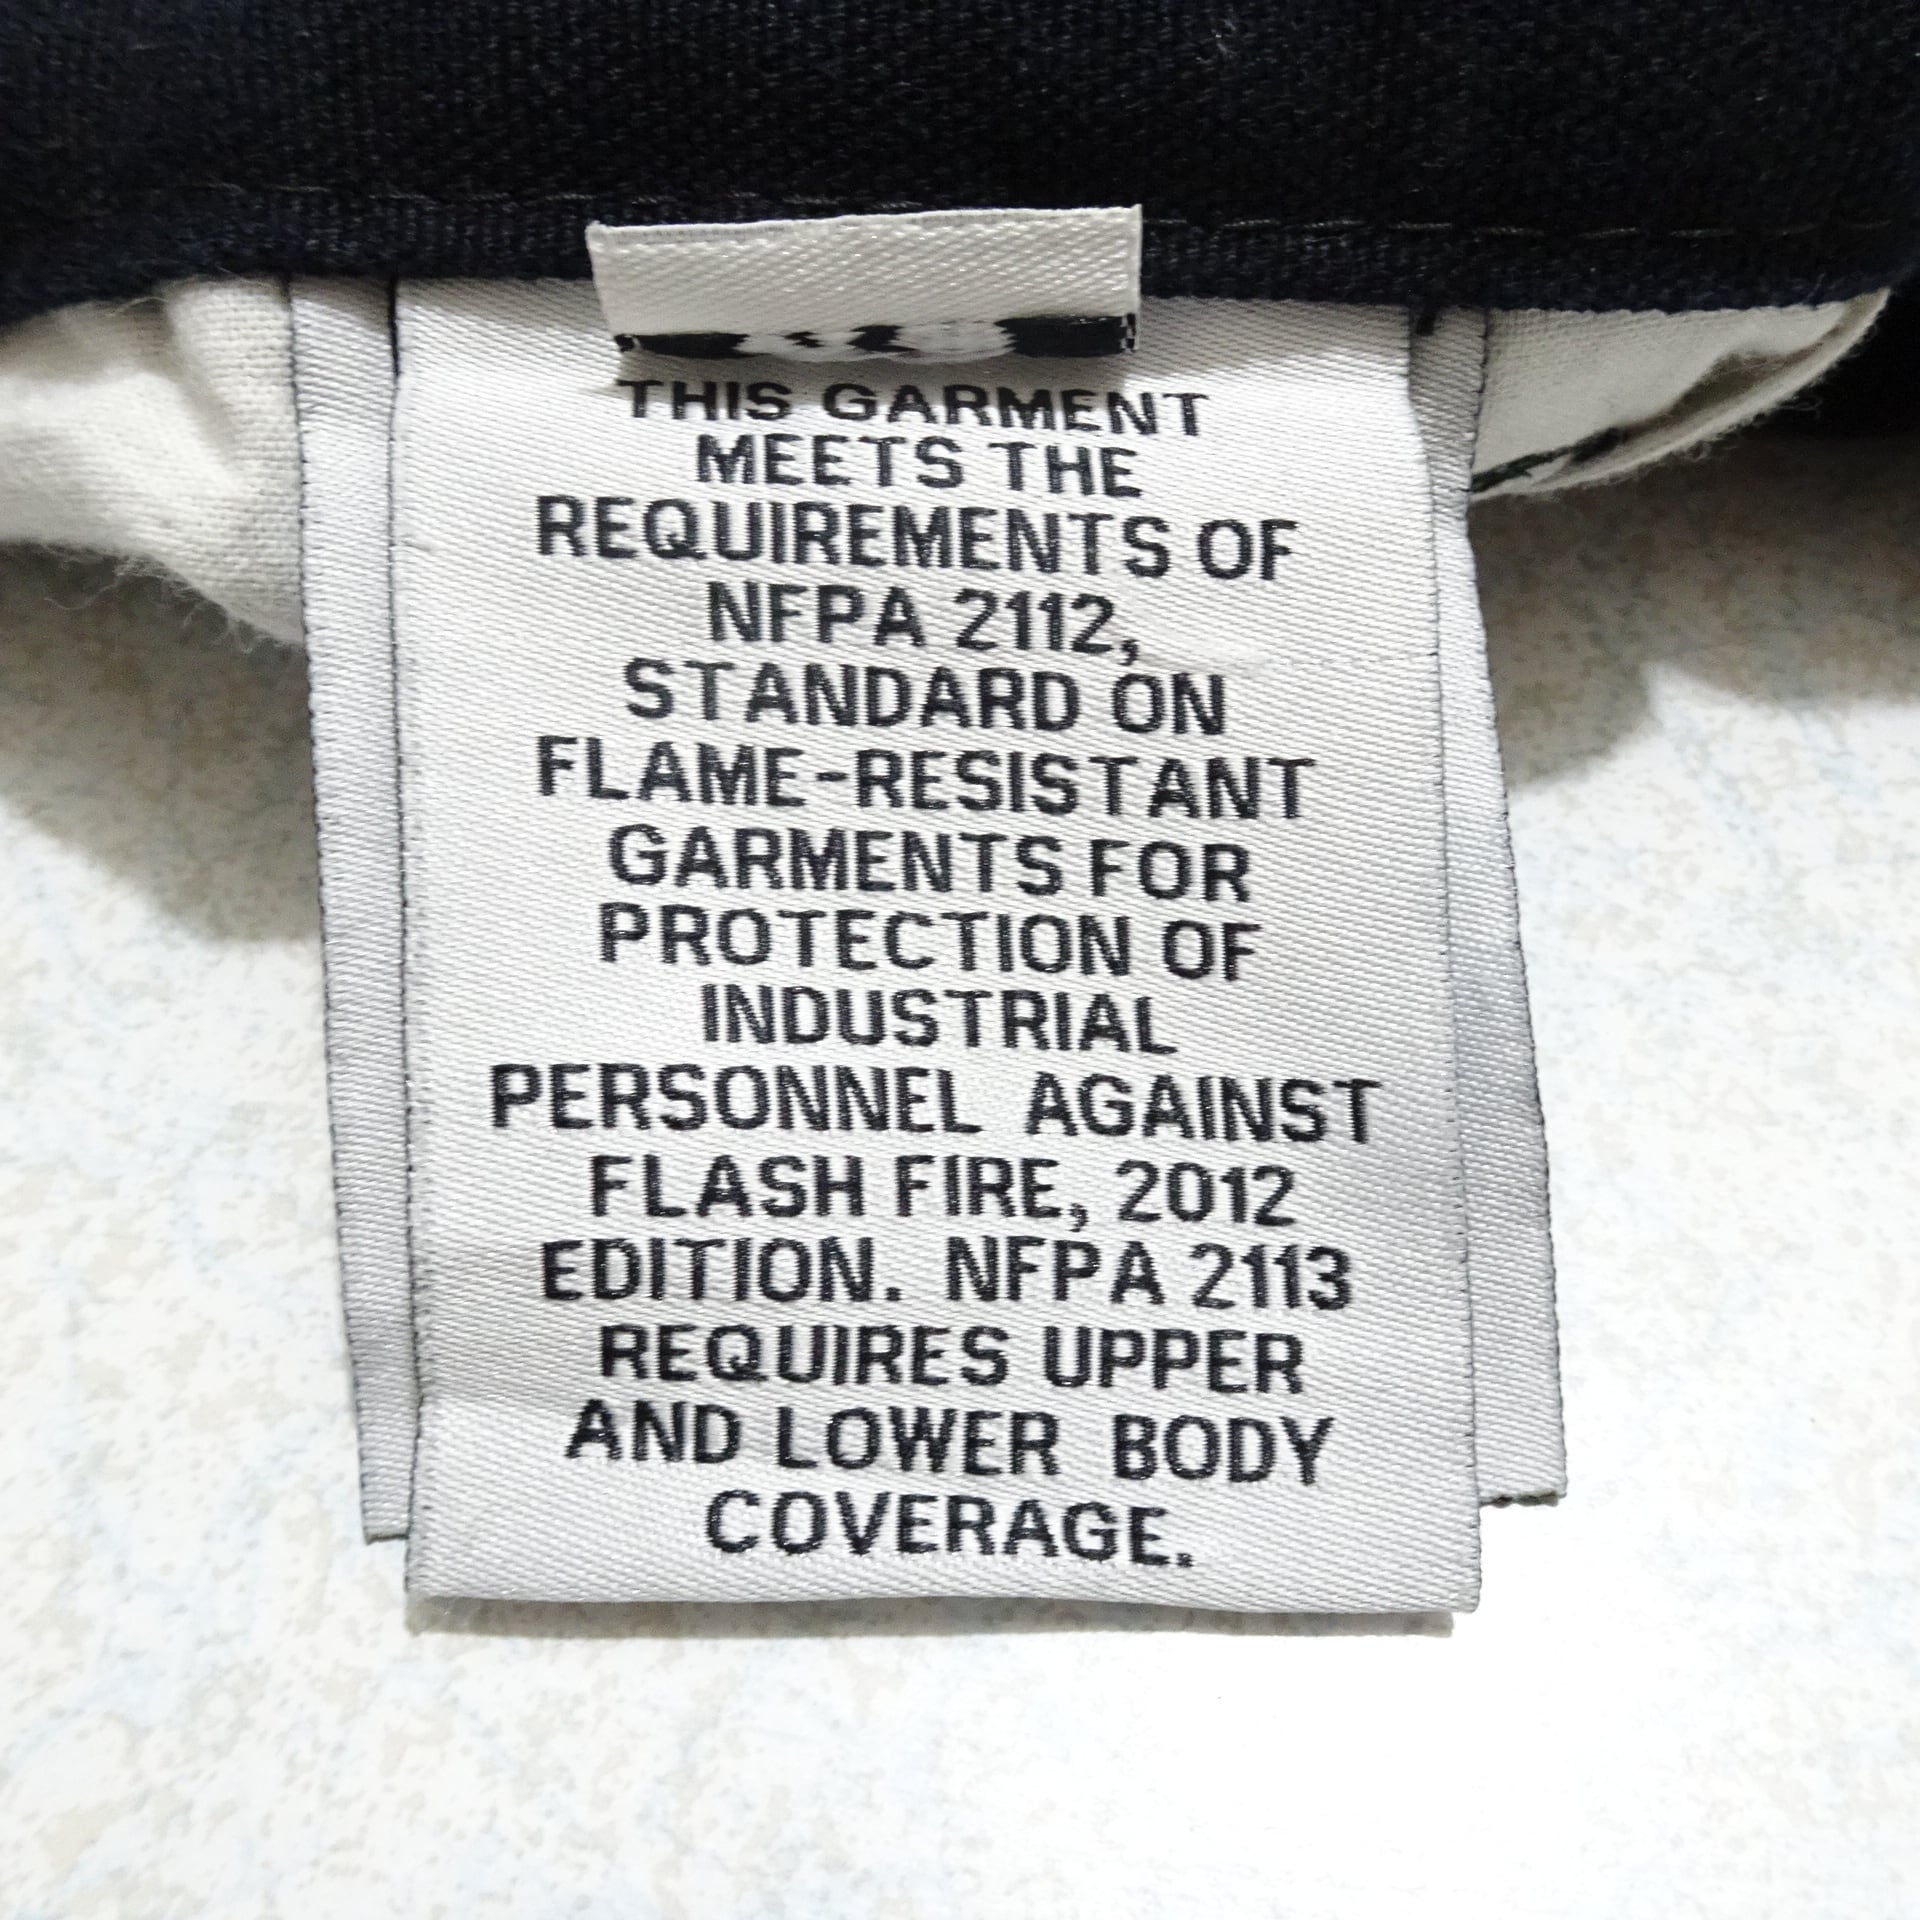 THIS GARMENT
MEETS THE
REQUIREMENTS OF
NFPA 2112,
STANDARD ON
FLAME-RESISTANT
GARMENTS FOR
PROTECTION OF
INDUSTRIAL
PERSONNEL AGAINST
FLASH FIRE, 2012
EDITION. NFPA 2113
REQUIRES UPPER
AND LOWER BODY
COVERAGE.